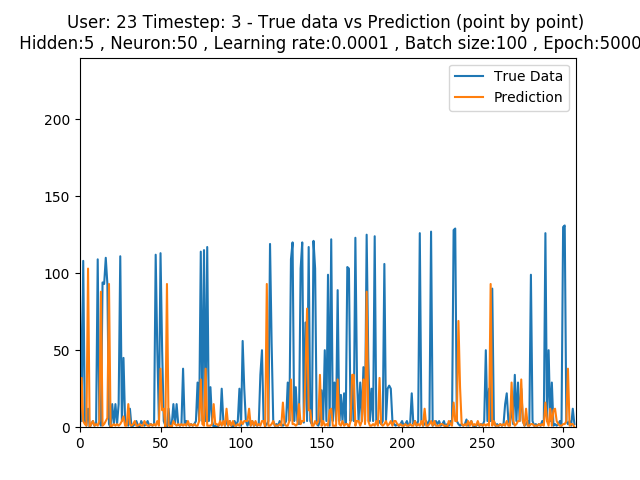 User: 23 Timestep: 3 - True data vs Prediction (point by point)
Hidden:5 , Neuron:50 , Learning rate:0.0001 , Batch size:100 , Epoch:5000
True Data
Prediction
200
150
100
50
0
0 50 100 150 200 250 300